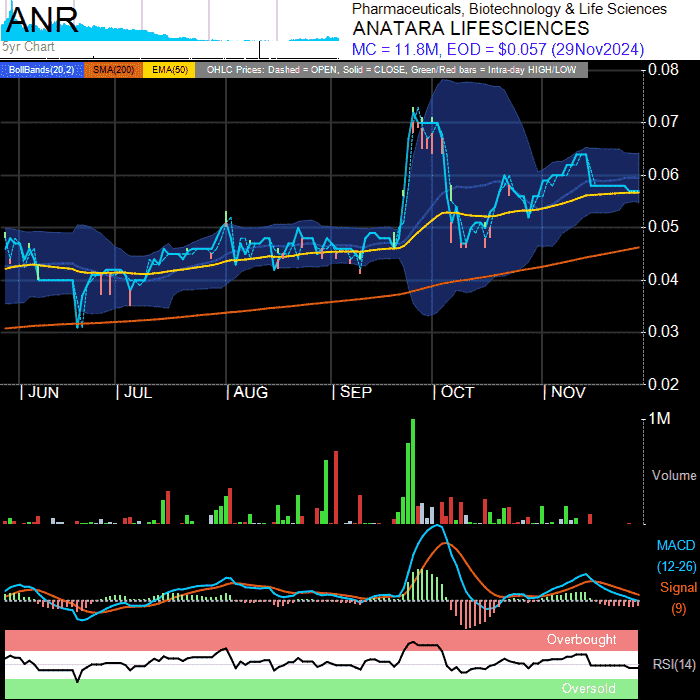 ANR
5yr Chart
Pharmaceuticals, Biotechnology & Life Sciences
ANATARA LIFESCIENCES
MC = 11.8M, EOD = $0.057 (29Nov2024)
BollBands(20,2) SMA(200) EMA(50) OHLC Prices: Dashed = OPEN, Solid = CLOSE, Green/Red bars = Intra-day HIGH/LOW
0.08
0.07
0.06
0.05
0.04
0.03
0.02
| JUN | JUL | AUG | SEP | OCT | NOV
1M
Volume
MACD
(12-26)
Signal
(9)
Overbought
RSI(14)
Oversold